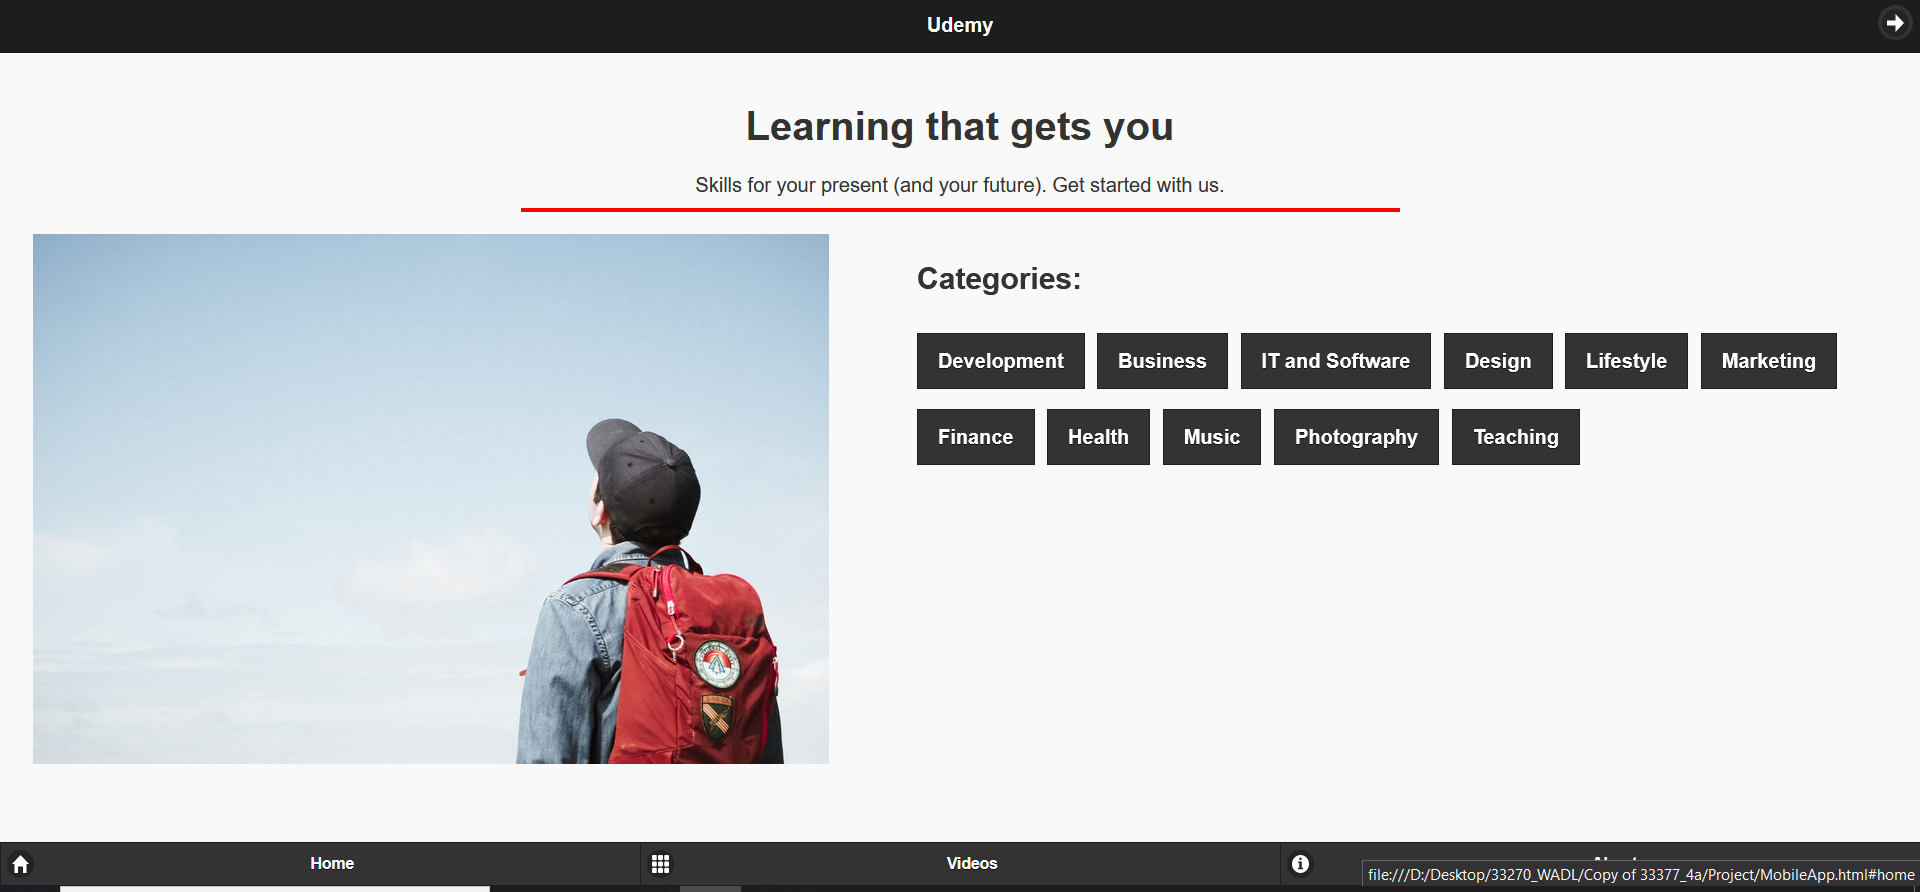 Udemy
Learning that gets you
Skills for your present (and your future). Get started with us.
Categories:
Development Business IT and Software Design Lifestyle Marketing
Finance Health Music Photography Teaching
Home Videos
file:///D:/Desktop/33270_WADL/Copy of 33377_4a/Project/MobileApp.html#home